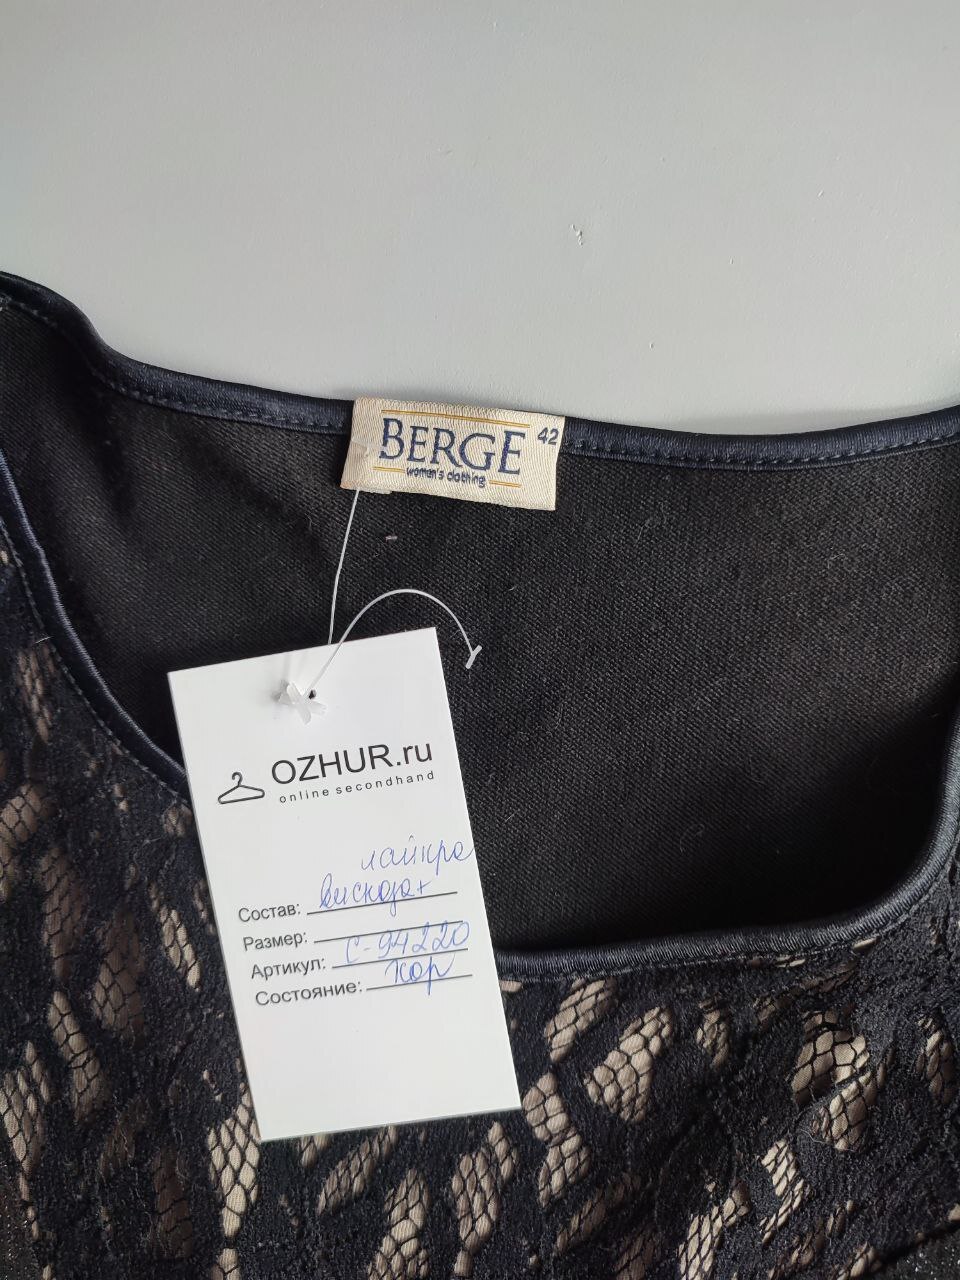 BERGE 42
women's clothing
OZHUR.ru
online secondhand
лайкра
Состав: вискоза+
Размер:
Артикул: С-94220
Состояние: хор